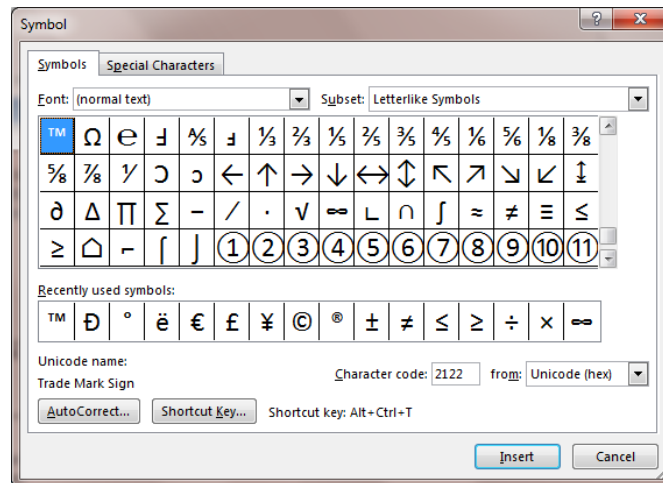 Symbol
Symbols Special Characters
Font: (normal text) Subset: Letterlike Symbols
™ Ω ℮ Ⅎ ⅍ ⅎ ⅓ ⅔ ⅕ ⅖ ⅗ ⅘ ⅙ ⅚ ⅛ ⅜
⅝ ⅞ ⅟ Ↄ ↄ ← ↑ → ↓ ↔ ↕ ↖ ↗ ↘ ↙ ↨
∂ ∆ ∏ ∑ − ∕ ∙ √ ∞ ∟ ∩ ∫ ≈ ≠ ≡ ≤
≥ ⌂ ⌐ ⌠ ⌡ ① ② ③ ④ ⑤ ⑥ ⑦ ⑧ ⑨ ⑩ ⑪
Recently used symbols:
™ Đ ° ë € £ ¥ © ® ± ≠ ≤ ≥ ÷ × ∞
Unicode name:
Trade Mark Sign
Character code: 2122 from: Unicode (hex)
AutoCorrect... Shortcut Key... Shortcut key: Alt+Ctrl+T
Insert Cancel